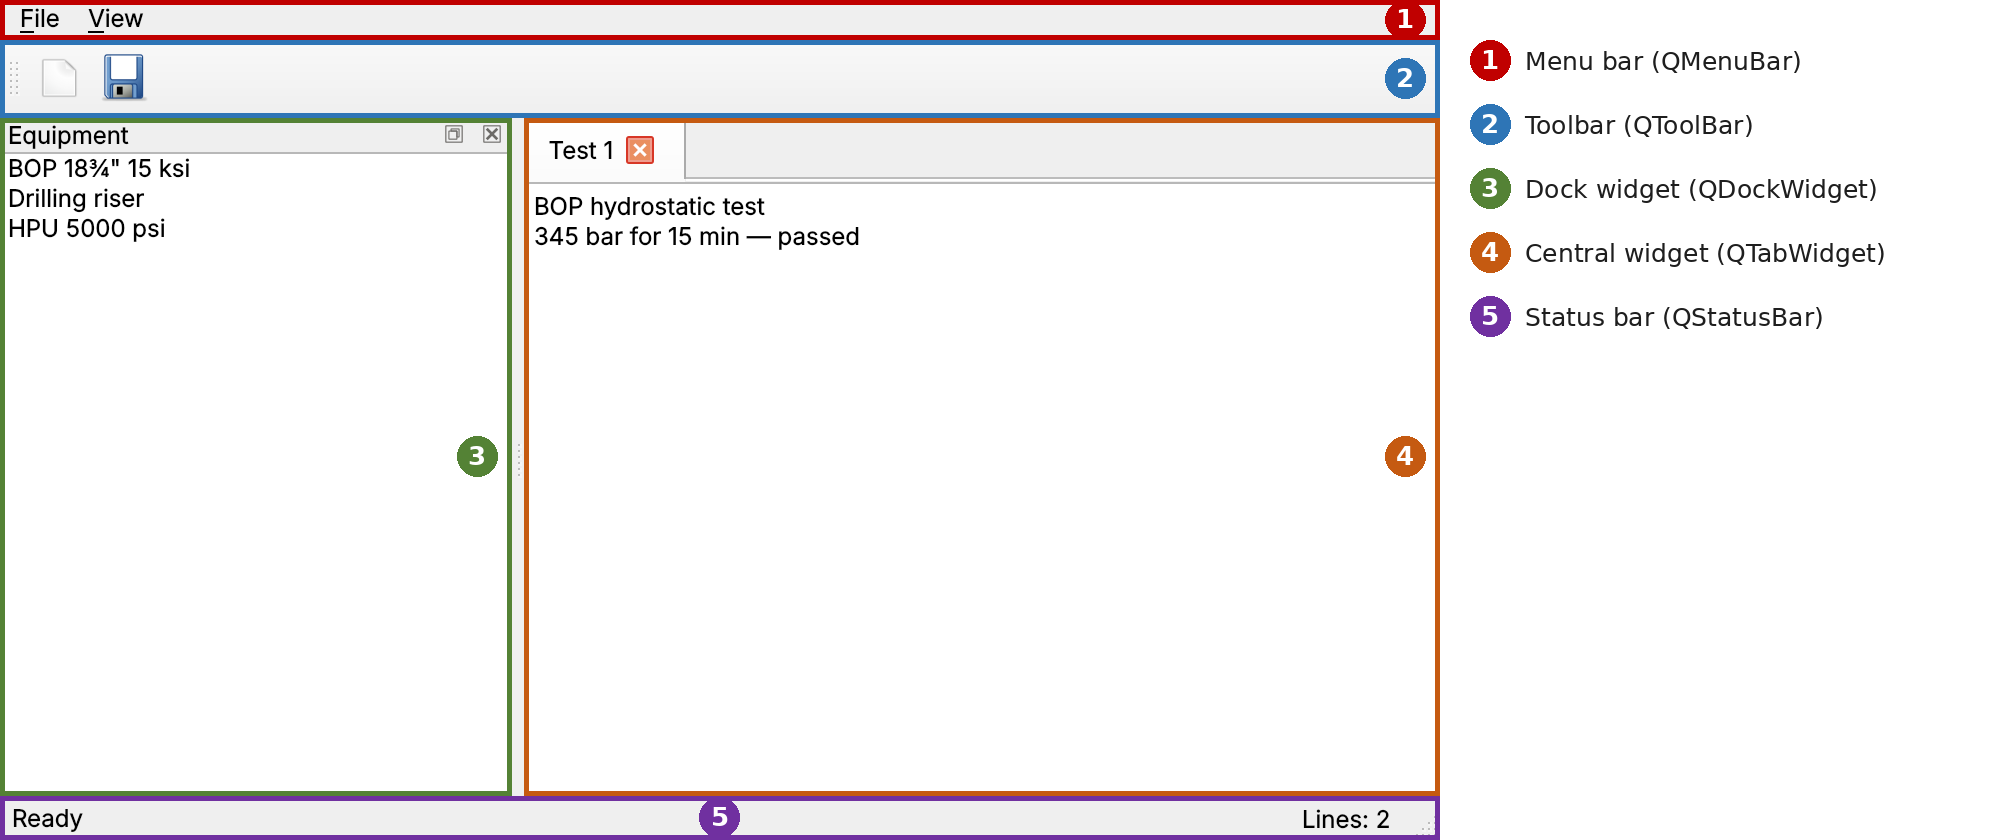 File View
1
2
Equipment
BOP 18¾" 15 ksi
Drilling riser
HPU 5000 psi
3
Test 1
BOP hydrostatic test
345 bar for 15 min — passed
4
Ready
5
Lines: 2
1 Menu bar (QMenuBar)
2 Toolbar (QToolBar)
3 Dock widget (QDockWidget)
4 Central widget (QTabWidget)
5 Status bar (QStatusBar)